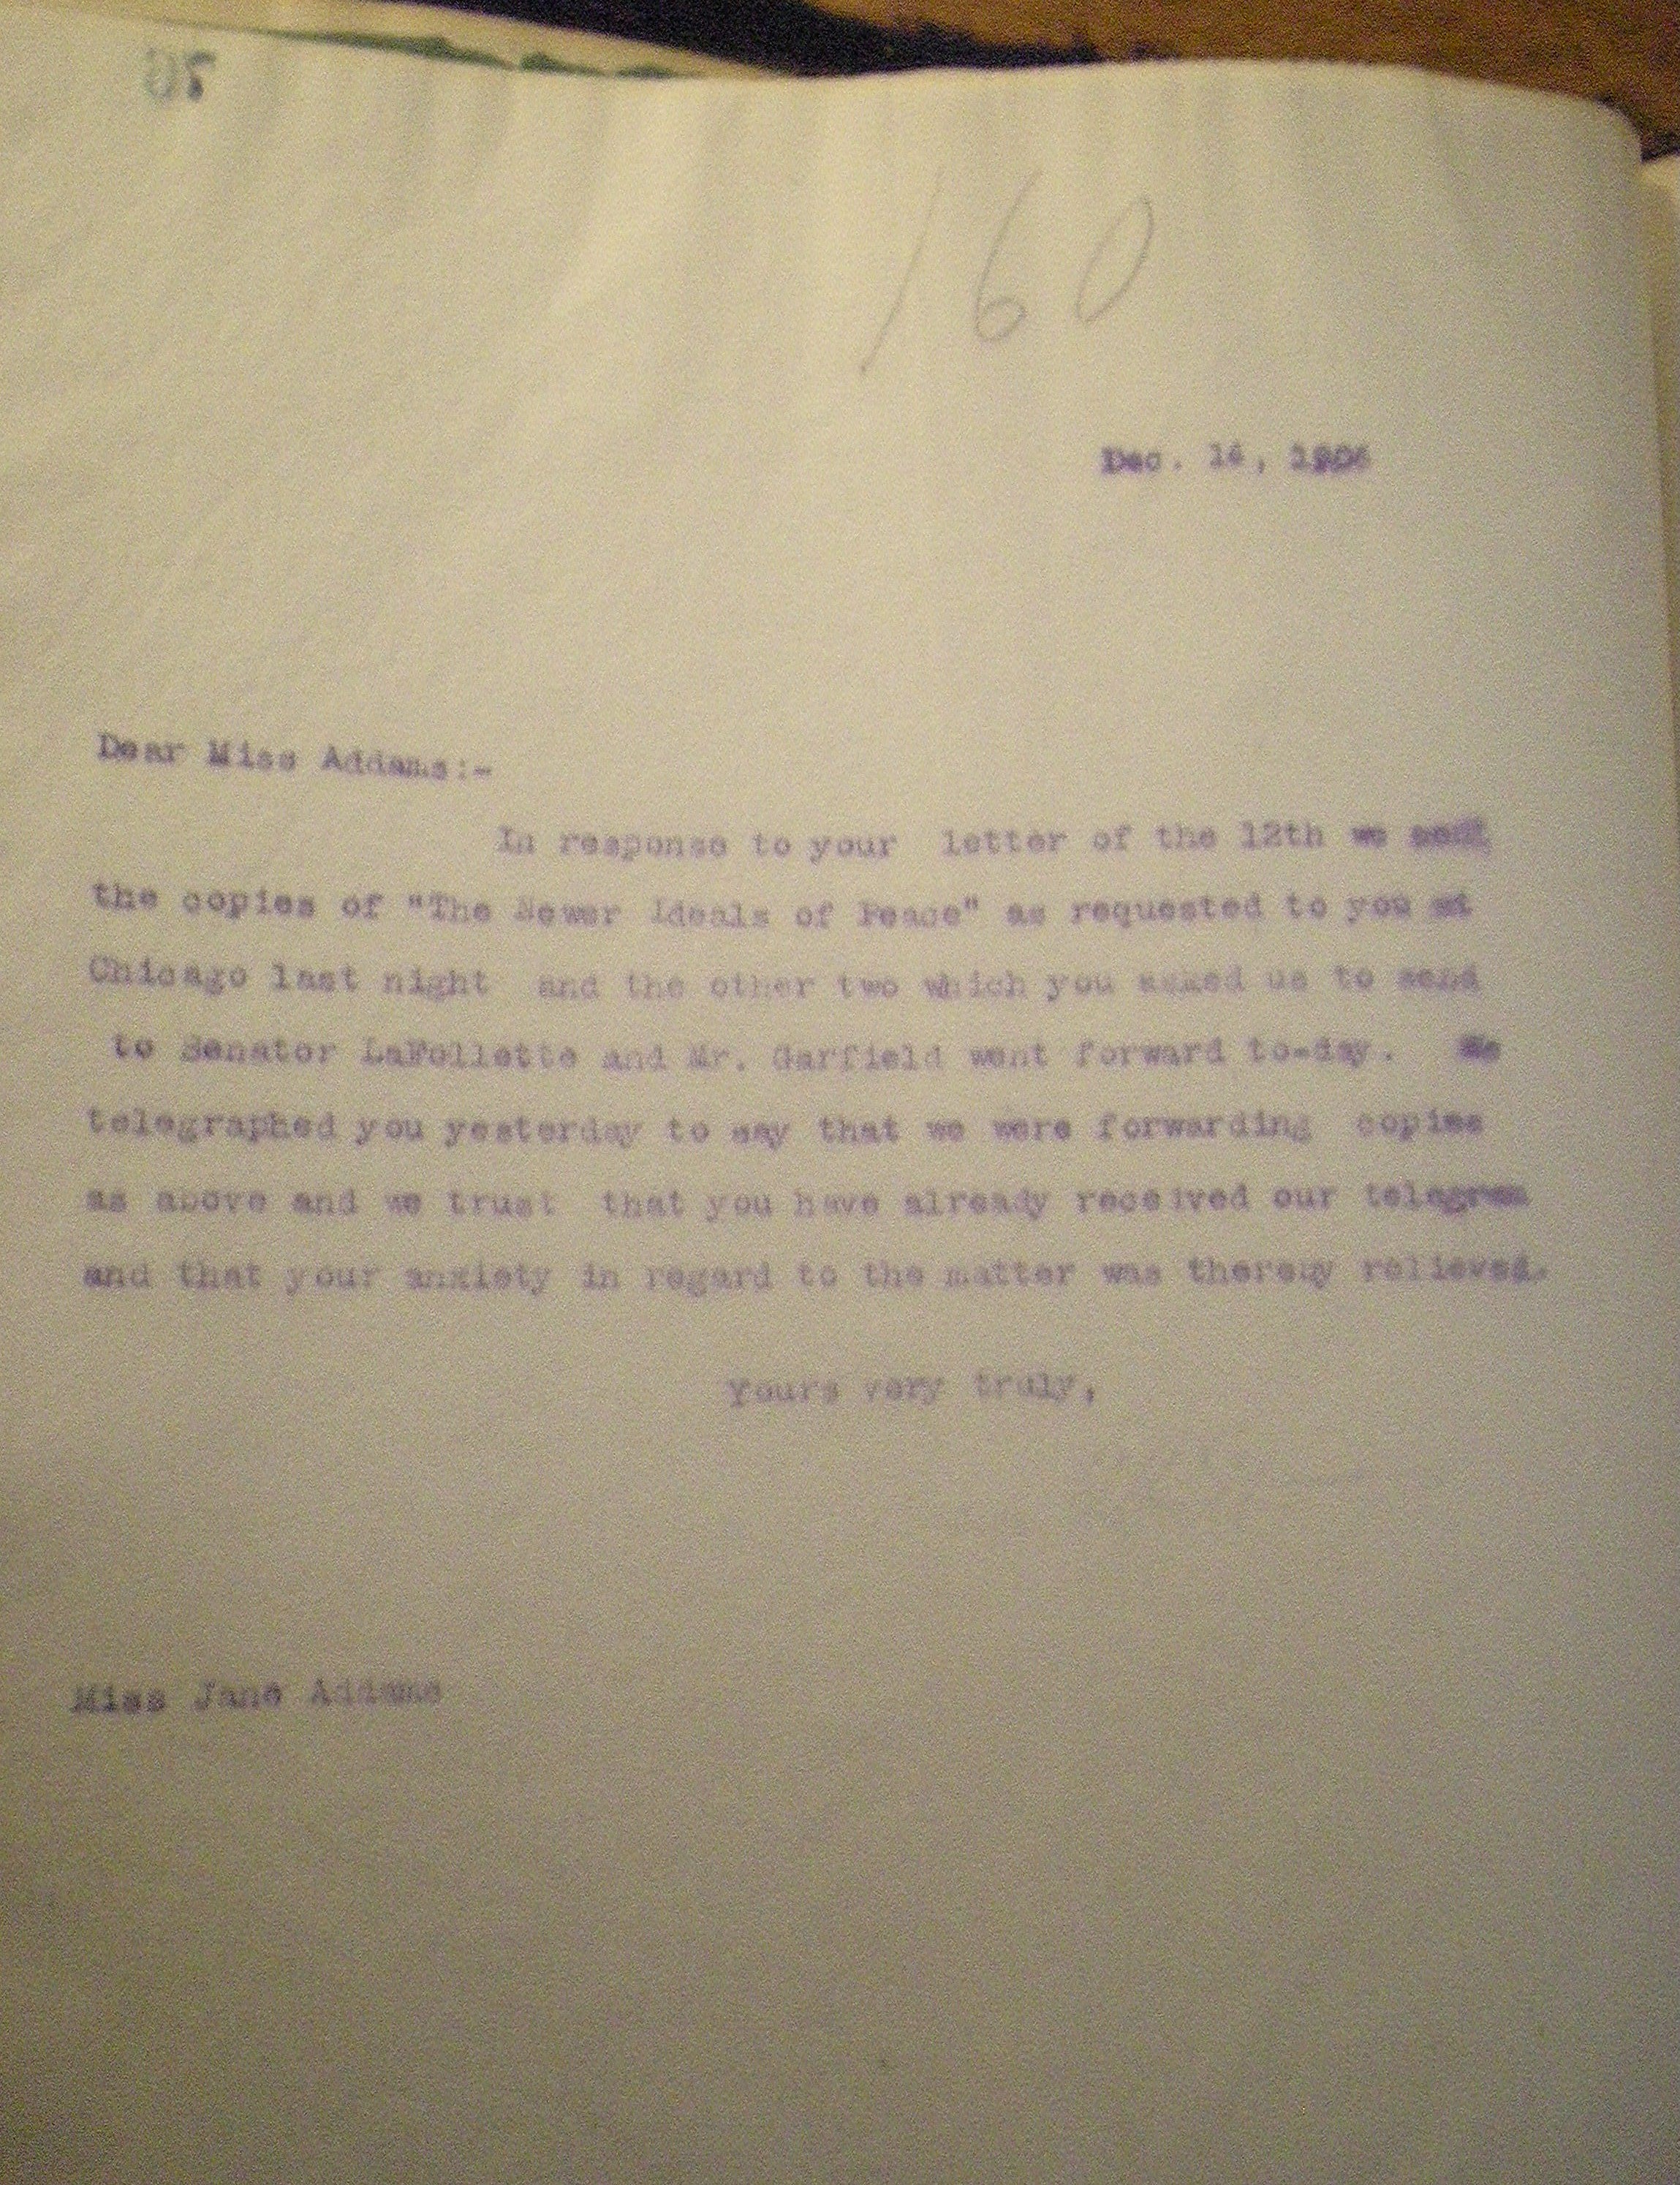 160
Dec. 14, 1906
Dear Miss Addams:-
In response to your letter of the 12th we sent
the copies of "The Newer Ideals of Peace" as requested to you at
Chicago last night and the other two which you asked us to send
to Senator LaFollette and Mr. Garfield went forward to-day. We
telegraphed you yesterday to say that we were forwarding copies
as above and we trust that you have already received our telegram
and that your anxiety in regard to the matter was thereby relieved.
Yours very truly,
Miss Jane Addams